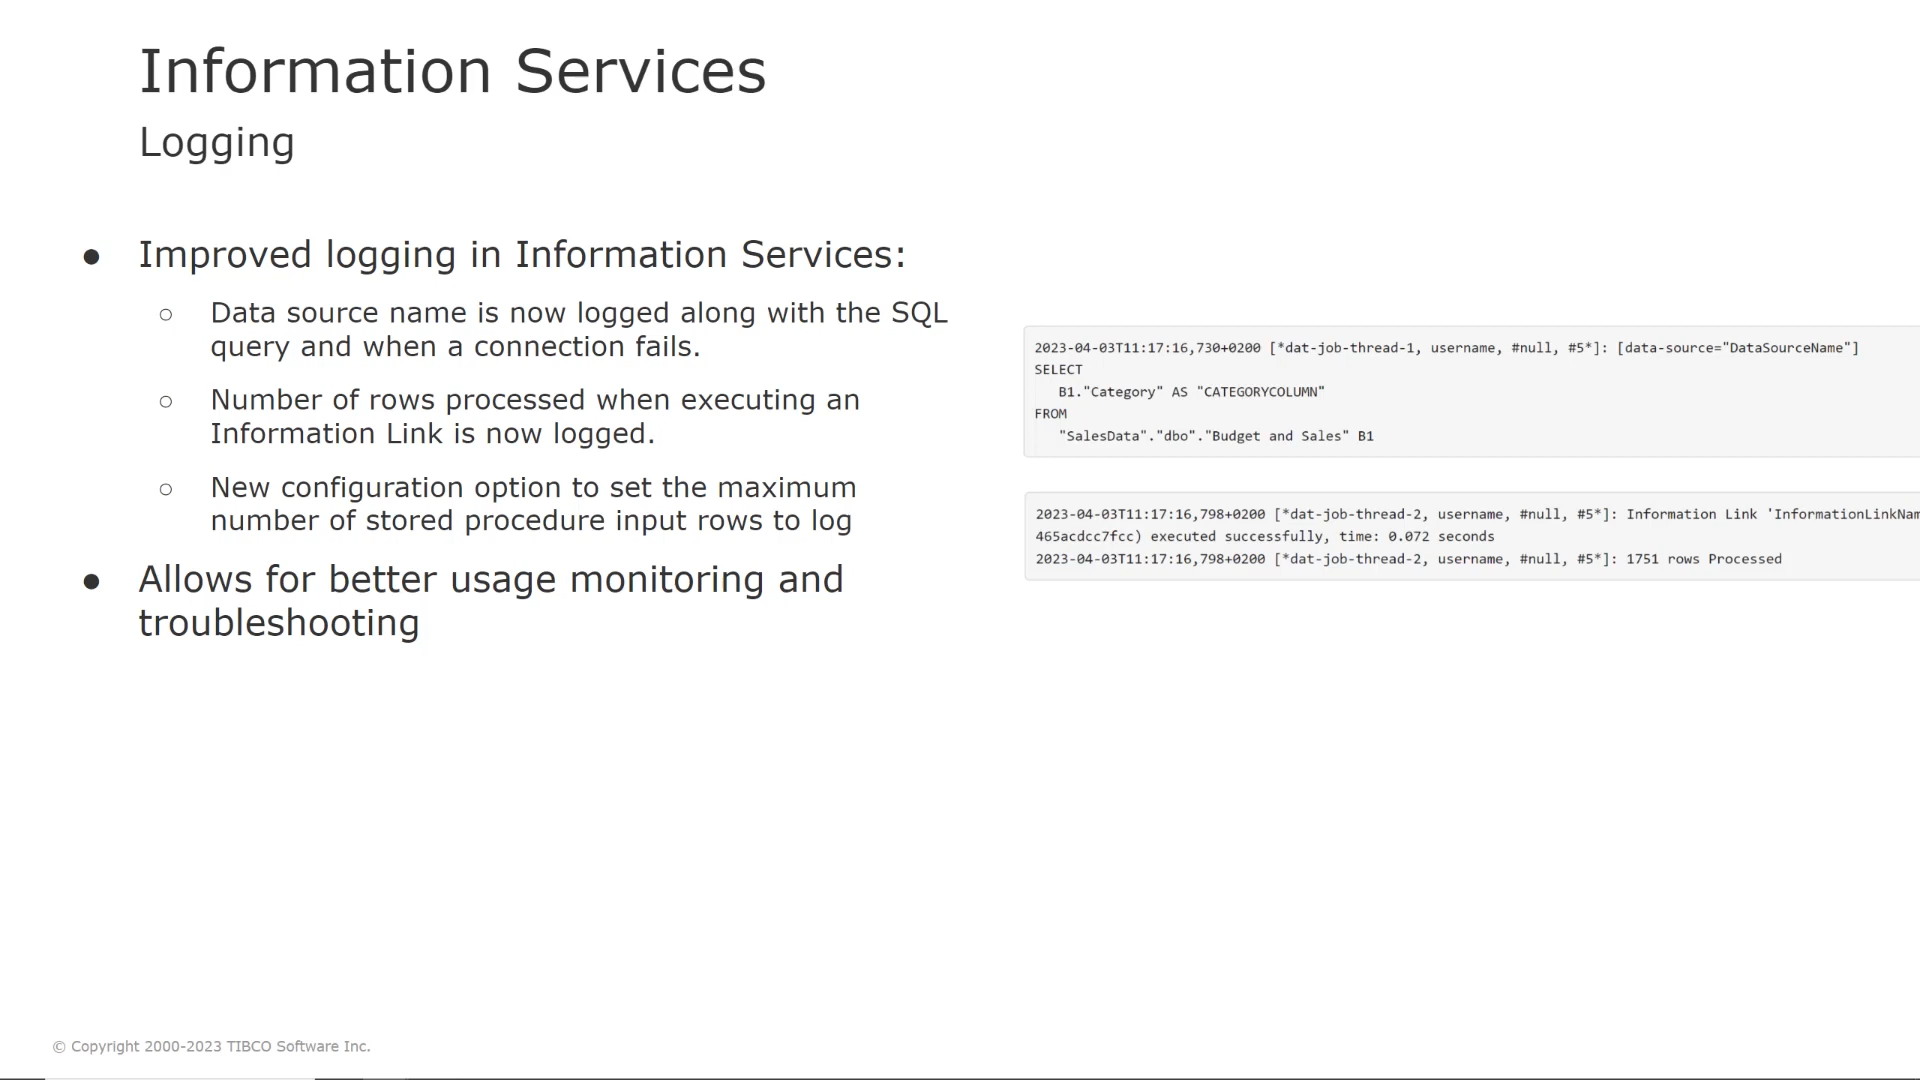 Information Services
Logging
● Improved logging in Information Services:
○ Data source name is now logged along with the SQL
query and when a connection fails.
○ Number of rows processed when executing an
Information Link is now logged.
○ New configuration option to set the maximum
number of stored procedure input rows to log
● Allows for better usage monitoring and
troubleshooting
2023-04-03T11:17:16,730+0200 [*dat-job-thread-1, username, #null, #5*]: [data-source="DataSourceName"]
SELECT
B1."Category" AS "CATEGORYCOLUMN"
FROM
"SalesData"."dbo"."Budget and Sales" B1
2023-04-03T11:17:16,798+0200 [*dat-job-thread-2, username, #null, #5*]: Information Link 'InformationLinkNam
465acdcc7fcc) executed successfully, time: 0.072 seconds
2023-04-03T11:17:16,798+0200 [*dat-job-thread-2, username, #null, #5*]: 1751 rows Processed
© Copyright 2000-2023 TIBCO Software Inc.